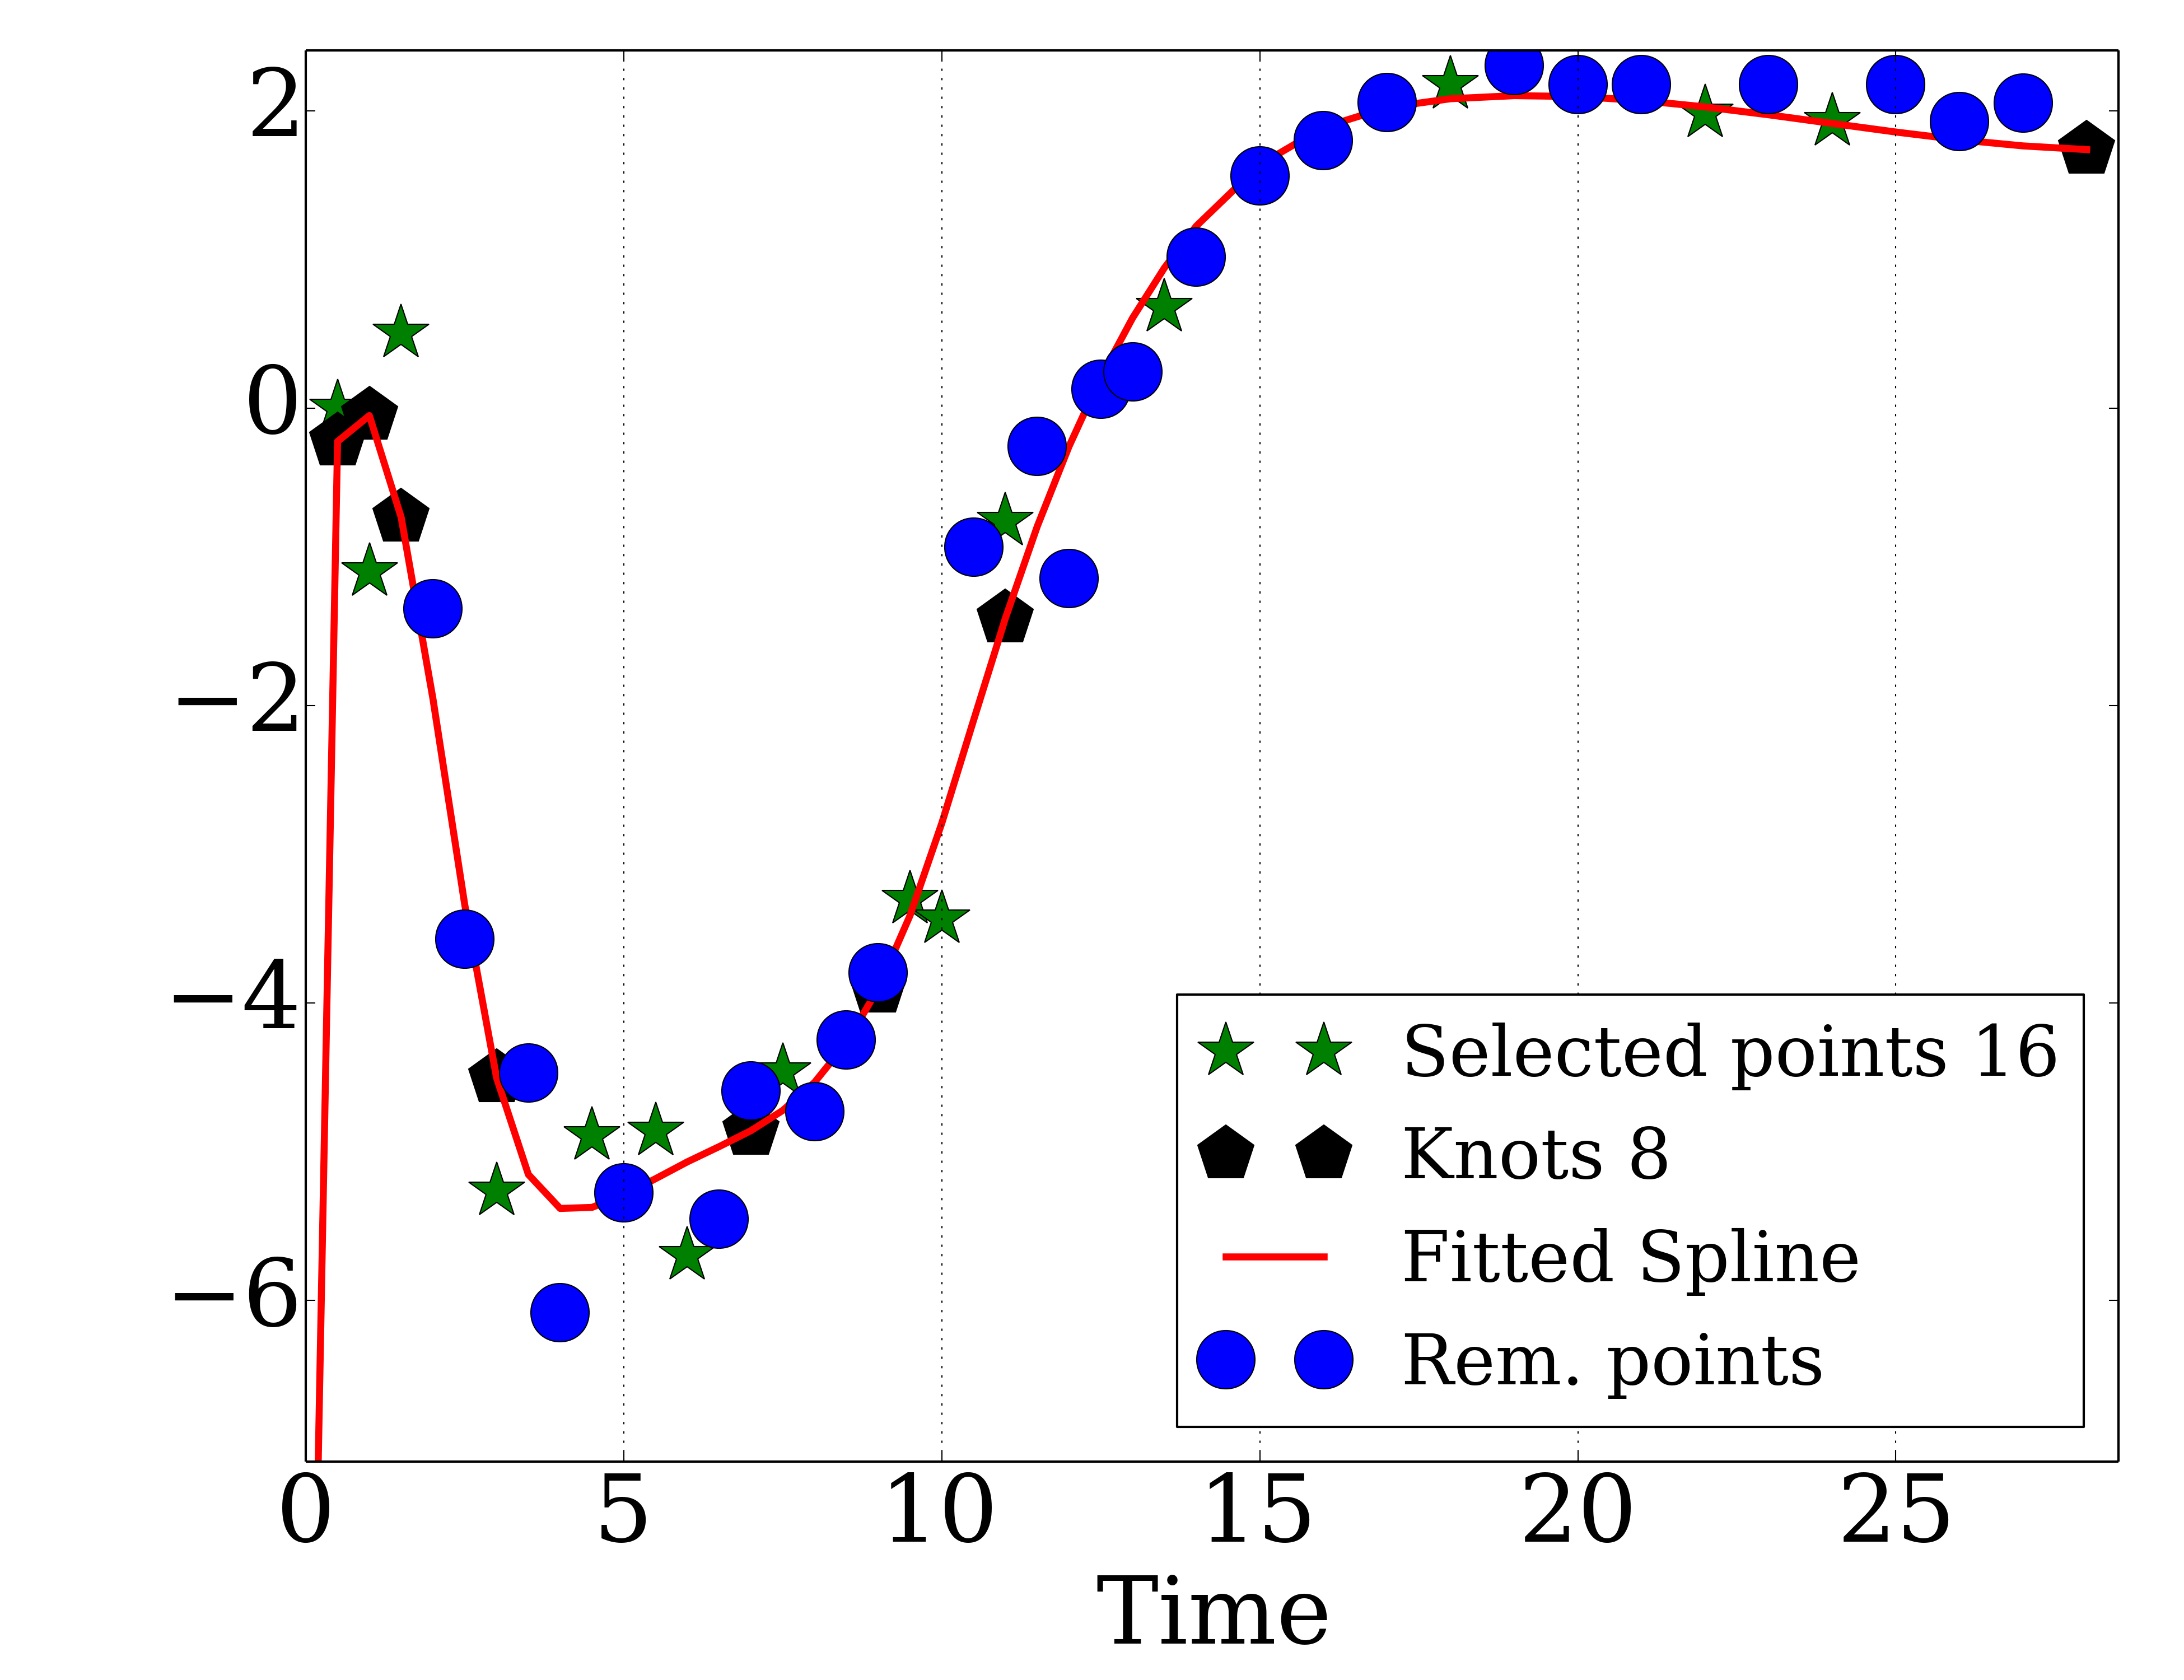 2
0
−2
−4
−6
0 5 10 15 20 25
Time
Selected points 16
Knots 8
Fitted Spline
Rem. points